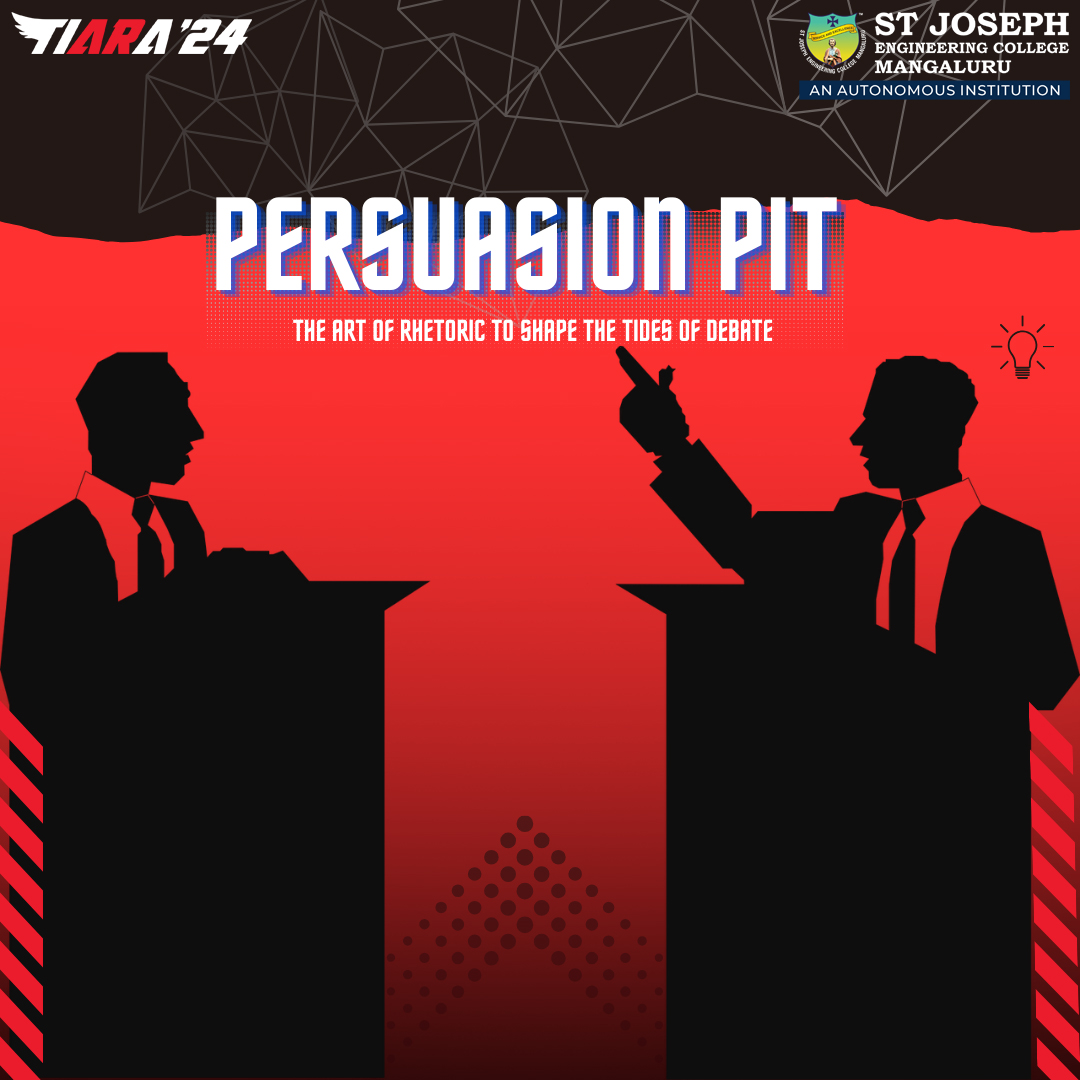 TIARA'24
ST JOSEPH
ENGINEERING COLLEGE
MANGALURU
AN AUTONOMOUS INSTITUTION
PERSUASION PIT
THE ART OF RHETORIC TO SHAPE THE TIDES OF DEBATE